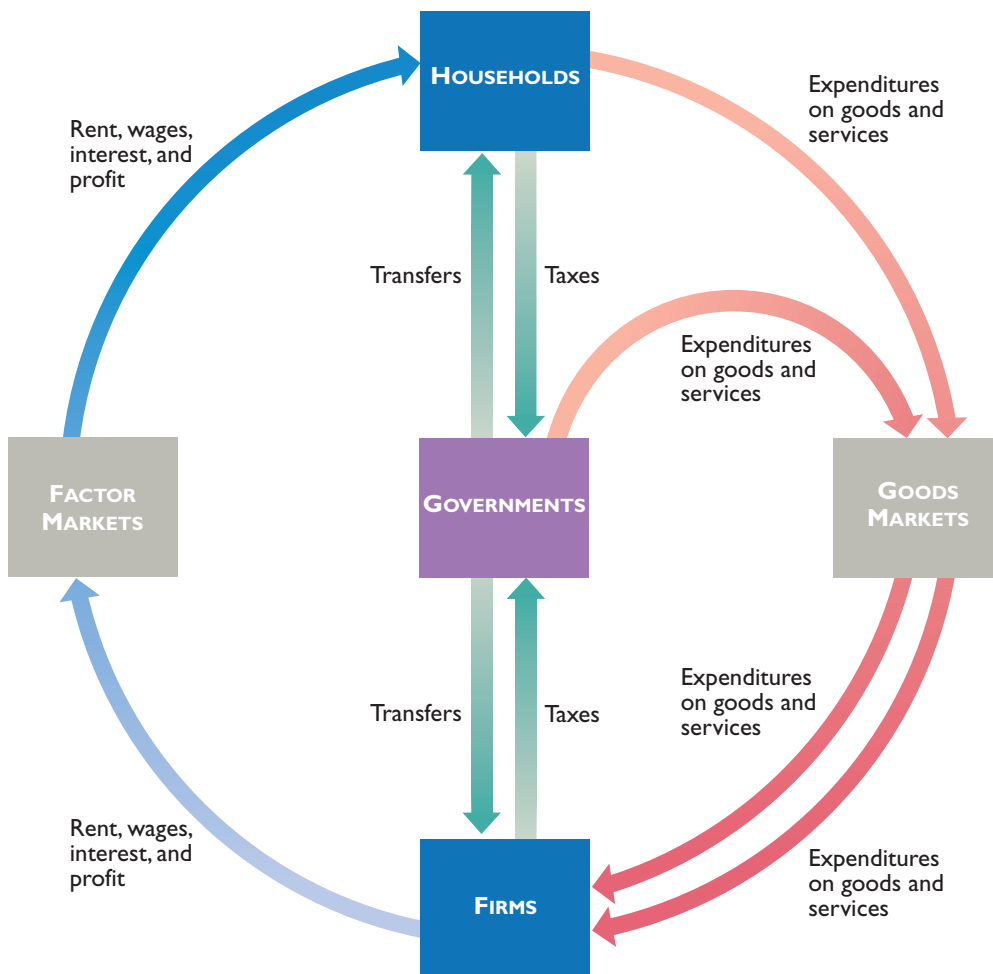 HOUSEHOLDS
Expenditures
on goods and
services
Rent, wages,
interest, and
profit
Transfers
Taxes
Expenditures
on goods and
services
FACTOR
MARKETS
GOVERNMENTS
GOODS
MARKETS
Expenditures
on goods and
services
Transfers
Taxes
Rent, wages,
interest, and
profit
Expenditures
on goods and
services
FIRMS